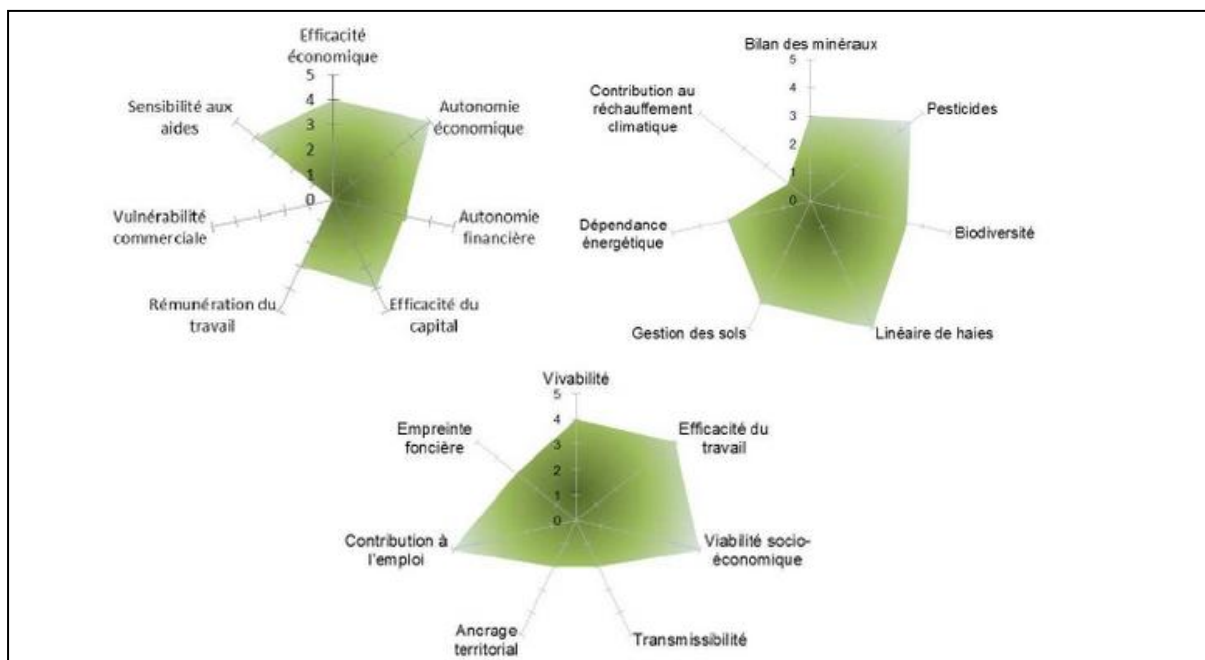 Efficacité
économique
5
4
3
2
1
0
Autonomie
économique
Autonomie
financière
Efficacité du
capital
Rémunération du
travail
Vulnérabilité
commerciale
Sensibilité aux
aides
Bilan des minéraux
5
4
3
2
1
0
Pesticides
Biodiversité
Linéaire de haies
Gestion des sols
Dépendance
énergétique
Contribution au
réchauffement
climatique
Vivabilité
5
4
3
2
1
0
Efficacité du
travail
Viabilité socio-
économique
Transmissibilité
Ancrage
territorial
Contribution à
l'emploi
Empreinte
foncière